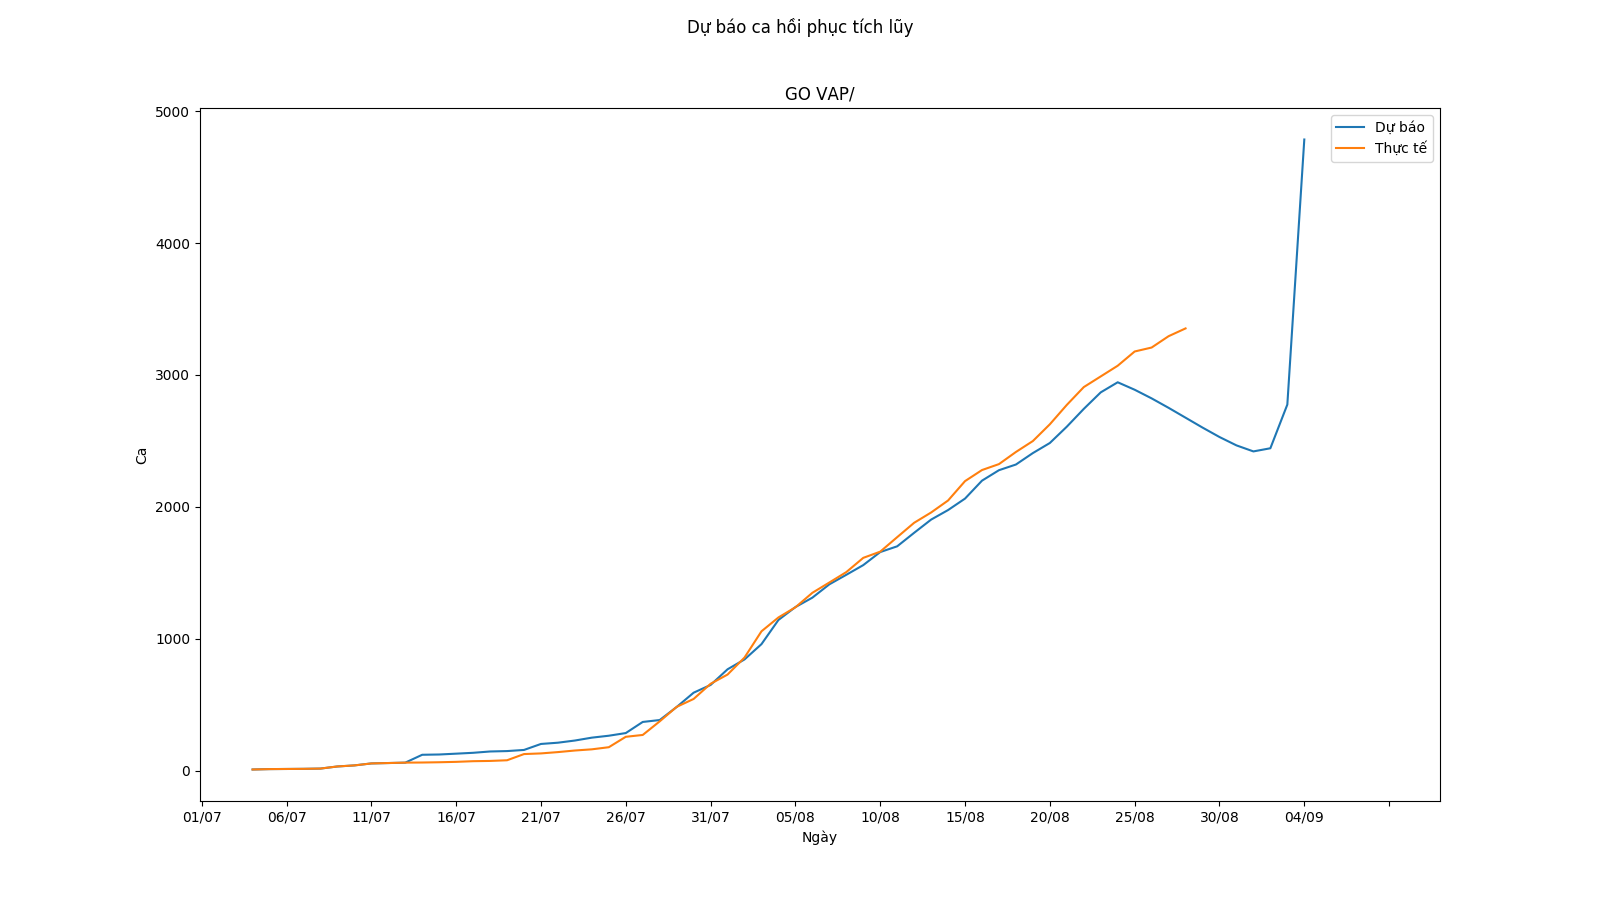 Dự báo ca hồi phục tích lũy
GO VAP/
5000
4000
3000
2000
1000
0
Ca
Dự báo
Thực tế
01/07 06/07 11/07 16/07 21/07 26/07 31/07 05/08 10/08 15/08 20/08 25/08 30/08 04/09
Ngày